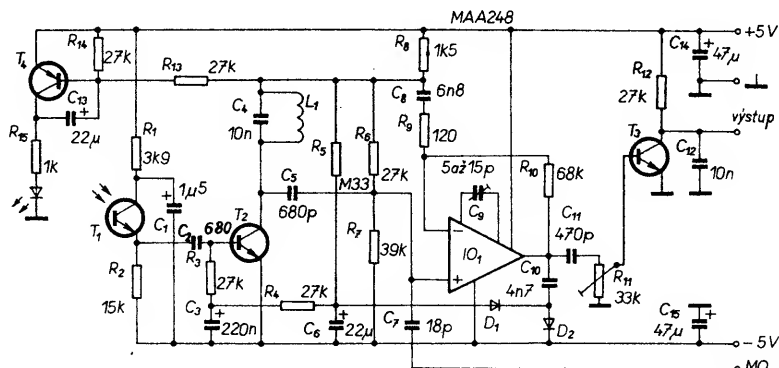 MAA248
+5V
T4
R14
27k
R13
27k
R8
1k5
C14
47µ
C13
22µ
C4
10n
L1
C8
6n8
R12
27k
výstup
R15
1k
R1
3k9
R5
R6
27k
R9
120
R10
68k
T3
C12
10n
T1
1µ5
C1
C5
680p
M33
5až15p
C9
C11
470p
C2
680
T2
R3
27k
R7
39k
IO1
R11
33k
R2
15k
C3
220n
R4
27k
C6
22µ
C7
18p
D1
C10
4n7
D2
C15
47µ
-5V
MO